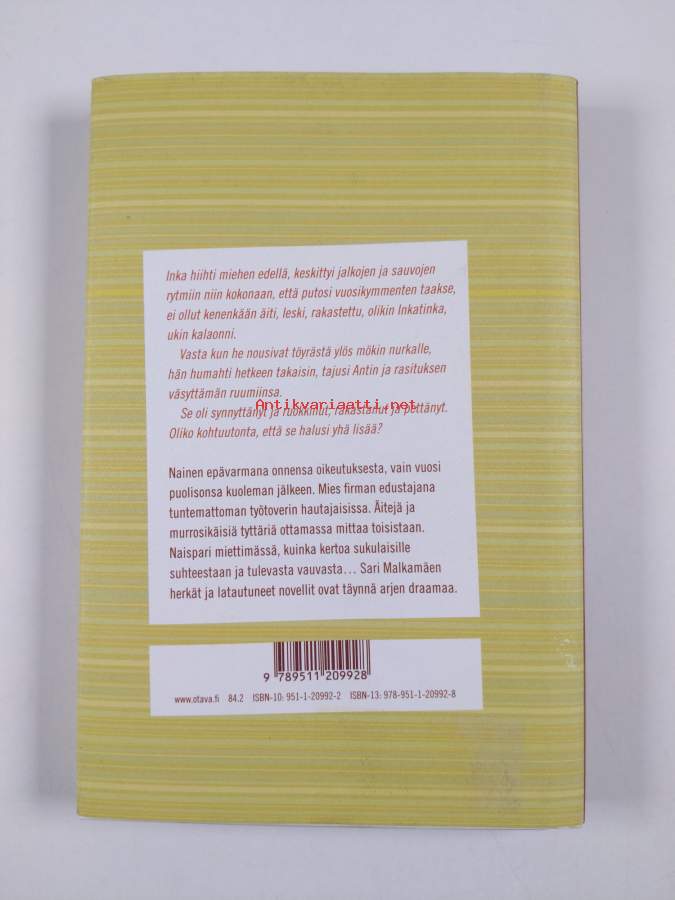 Inka hiihti miehen edellä, keskittyi jalkojen ja sauvojen
rytmiin niin kokonaan, että putosi vuosikymmenten taakse,
ei ollut kenenkään äiti, leski, rakastettu, olikin Inkatinka,
ukin kalaonni.
Vasta kun he nousivat töyrästä ylös mökin nurkalle,
hän humahti hetkeen takaisin, tajusi Antin ja rasituksen
väsyttämän ruumiinsa.
Antikvariaatti.net
Se oli synnyttänyt ja ruokkinut, rakastanut ja pettänyt.
Oliko kohtuutonta, että se halusi yhä lisää?
Nainen epävarmana onnensa oikeutuksesta, vain vuosi
puolisonsa kuoleman jälkeen. Mies firman edustajana
tuntemattoman työtoverin hautajaisissa. Äitejä ja
murrosikäisiä tyttäriä ottamassa mittaa toisistaan.
Naispari miettimässä, kuinka kertoa sukulaisille
suhteestaan ja tulevasta vauvasta... Sari Malkamäen
herkät ja latautuneet novellit ovat täynnä arjen draamaa.
9 789511 209928
www.otava.fi 84.2 ISBN-10: 951-1-20992-2 ISBN-13: 978-951-1-20992-8